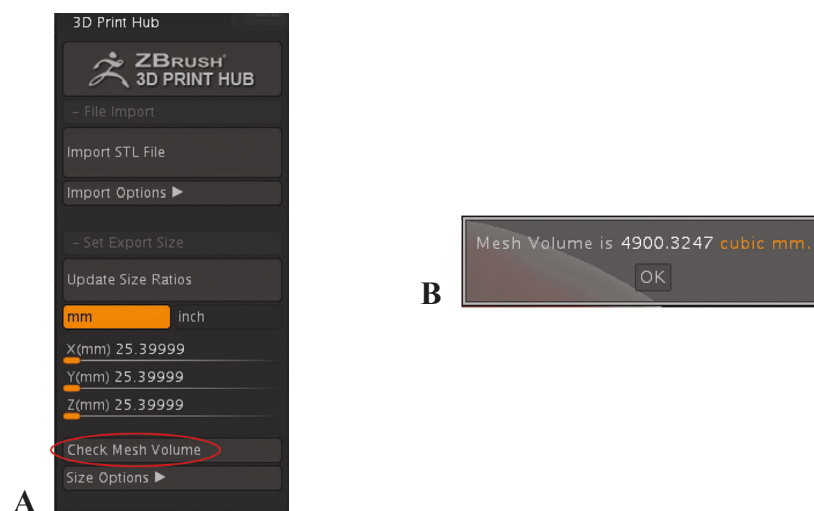 3D Print Hub
ZBRUSH®
3D PRINT HUB
– File Import
Import STL File
Import Options ▶
– Set Export Size
Update Size Ratios
mm inch
X(mm) 25.39999
Y(mm) 25.39999
Z(mm) 25.39999
Check Mesh Volume
Size Options ▶
A
Mesh Volume is 4900.3247 cubic mm.
OK
B